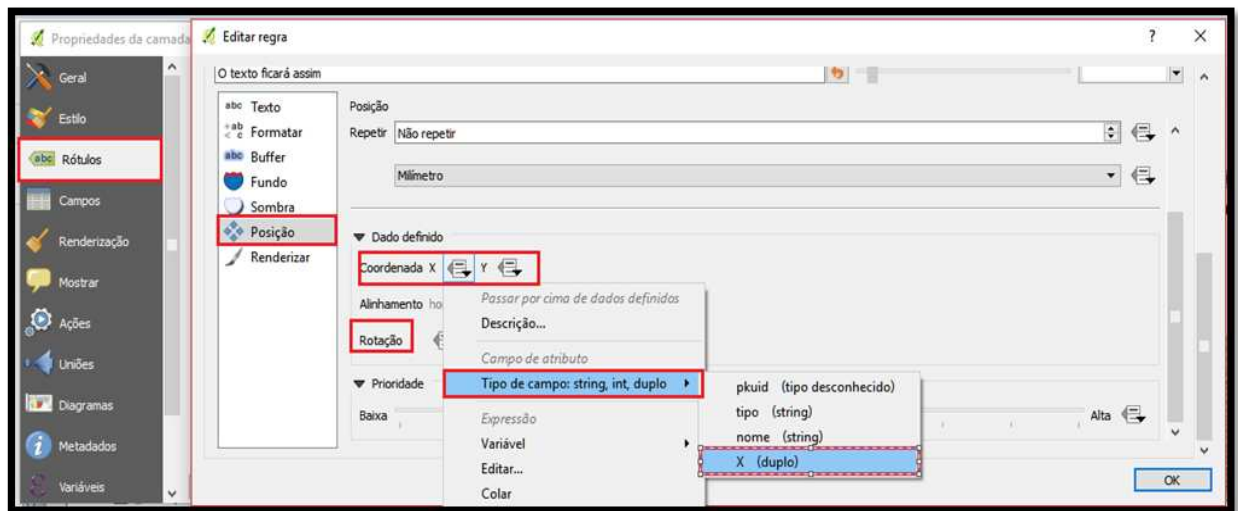 Propriedades da camada
Editar regra
?
Geral
Estilo
abc Rótulos
Campos
Renderização
Mostrar
Ações
Uniões
Diagramas
Metadados
Variáveis
O texto ficará assim
abc Texto
+ab < c Formatar
abc Buffer
Fundo
Sombra
Posição
Renderizar
Posição
Repetir Não repetir
Milímetro
Dado definido
Coordenada X Y
Alinhamento ho
Rotação
Prioridade
Baixa
Alta
Passar por cima de dados definidos
Descrição...
Campo de atributo
Tipo de campo: string, int, duplo
Expressão
Variável
Editar...
Colar
pkuid (tipo desconhecido)
tipo (string)
nome (string)
X (duplo)
OK